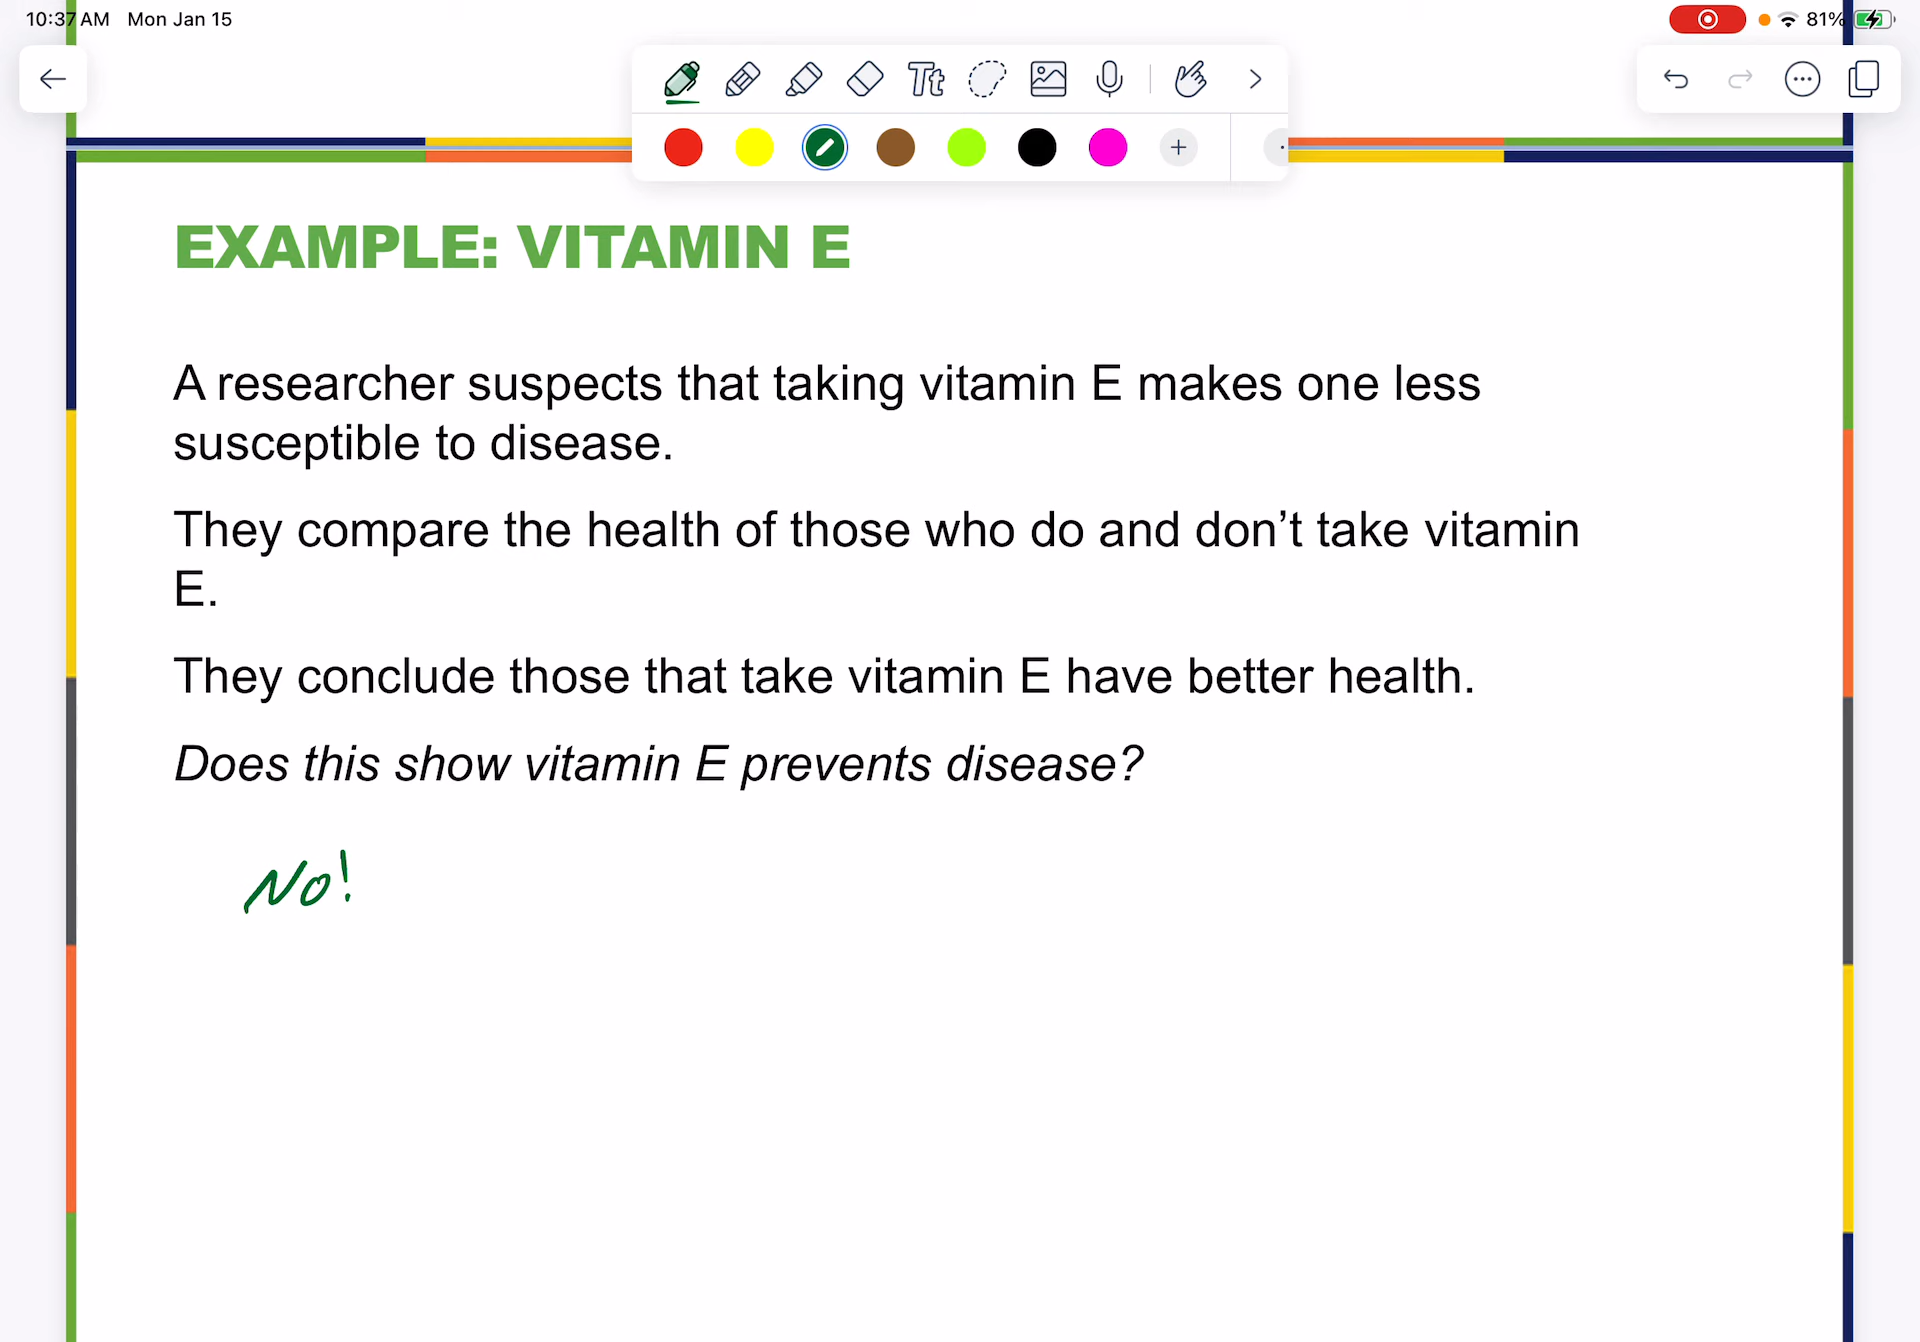 10:37 AM Mon Jan 15
81%
Tt
EXAMPLE: VITAMIN E
A researcher suspects that taking vitamin E makes one less
susceptible to disease.
They compare the health of those who do and don’t take vitamin
E.
They conclude those that take vitamin E have better health.
Does this show vitamin E prevents disease?
No!